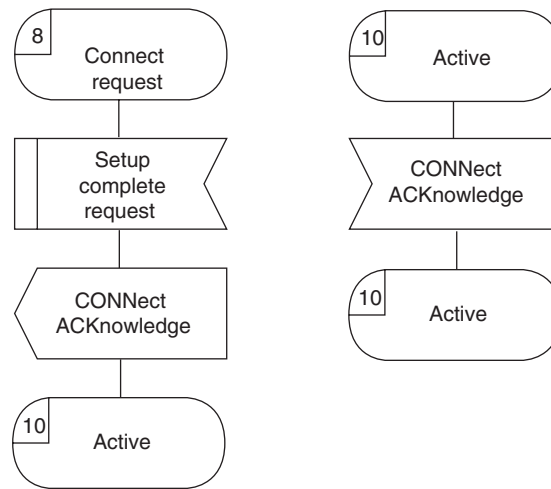 8
Connect
request
Setup
complete
request
CONNect
ACKnowledge
10
Active
10
Active
CONNect
ACKnowledge
10
Active